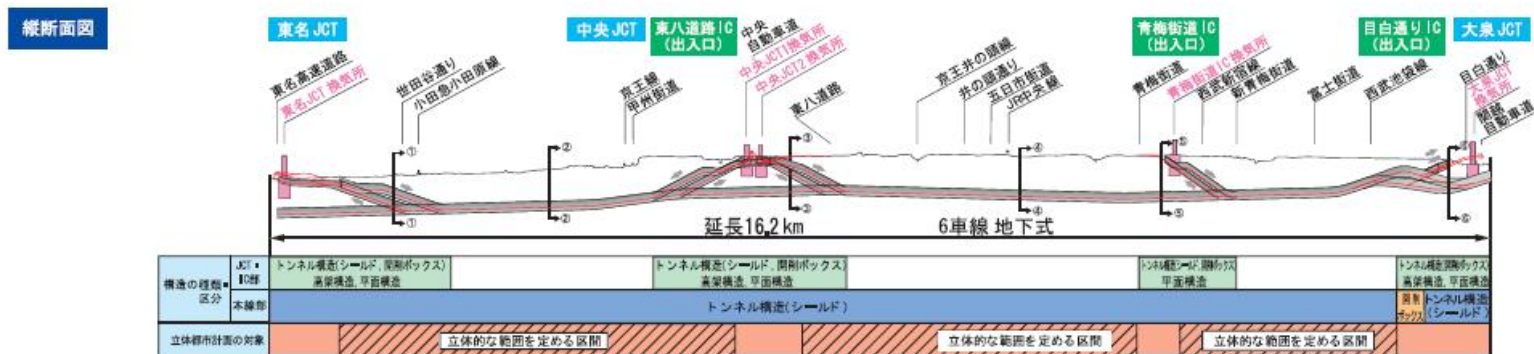 縦断面図
東名JCT
中央JCT
東八道路IC
(出入口)
青梅街道IC
(出入口)
目白通りIC
(出入口)
大泉JCT
東名高速道路
東名JCT 換気所
世田谷通り
小田急小田原線
京王線
甲州街道
中央
自動車道
中央JCT1換気所
中央JCT2換気所
東八道路
京王井の頭線
井の頭通り
五日市街道
JR中央線
青梅街道
青梅街道IC換気所
西武新宿線
新青梅街道
富士街道
西武池袋線
目白通り
大泉JCT
換気所
関越
自動車道
① ② ③ ④ ⑤
① ② ③ ④ ⑤ ⑥
延長16.2km 6車線 地下式
構造の種類・
区分
JCT・
IC部
トンネル構造(シールド、開削ボックス)
高架構造、平面構造
トンネル構造(シールド、開削ボックス)
高架構造、平面構造
トンネル構造(シールド、開削ボックス)
平面構造
トンネル構造(開削ボックス)
高架構造、平面構造
本線部
トンネル構造(シールド)
開削
ボックス
トンネル構造
(シールド)
立体都市計画の対象
立体的な範囲を定める区間
立体的な範囲を定める区間
立体的な範囲を定める区間